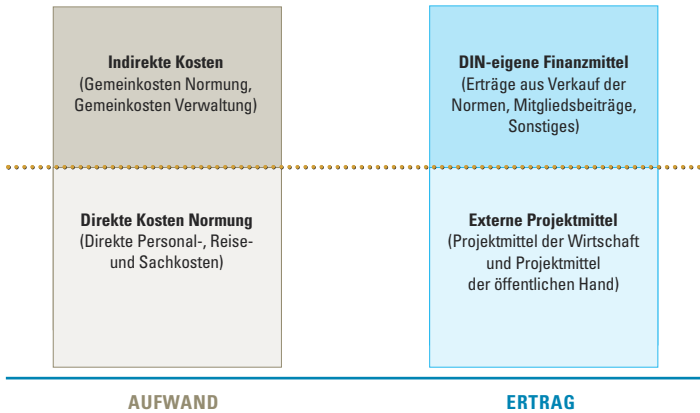 Indirekte Kosten
(Gemeinkosten Normung,
Gemeinkosten Verwaltung)
DIN-eigene Finanzmittel
(Erträge aus Verkauf der
Normen, Mitgliedsbeiträge,
Sonstiges)
Direkte Kosten Normung
(Direkte Personal-, Reise-
und Sachkosten)
Externe Projektmittel
(Projektmittel der Wirtschaft
und Projektmittel
der öffentlichen Hand)
AUFWAND
ERTRAG